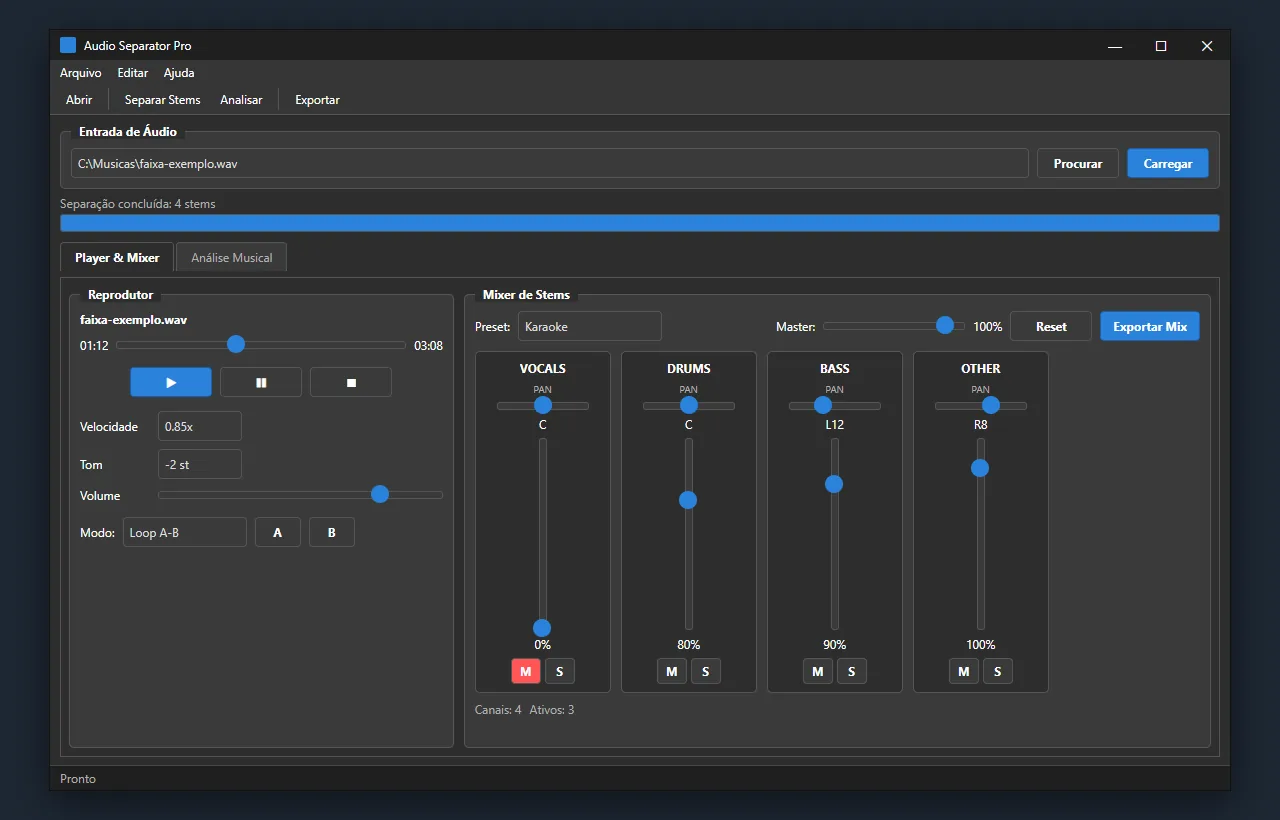 Audio Separator Pro
Arquivo Editar Ajuda
Abrir Separar Stems Analisar Exportar
Entrada de Áudio
C:\Musicas\faixa-exemplo.wav Procurar Carregar
Separação concluída: 4 stems
Player & Mixer Análise Musical
Reprodutor
faixa-exemplo.wav
01:12 03:08
Velocidade 0.85x
Tom -2 st
Volume
Modo: Loop A-B A B
Mixer de Stems
Preset: Karaoke Master: 100% Reset Exportar Mix
VOCALS DRUMS BASS OTHER
PAN PAN PAN PAN
C C L12 R8
0% 80% 90% 100%
M S M S M S M S
Canais: 4 Ativos: 3
Pronto